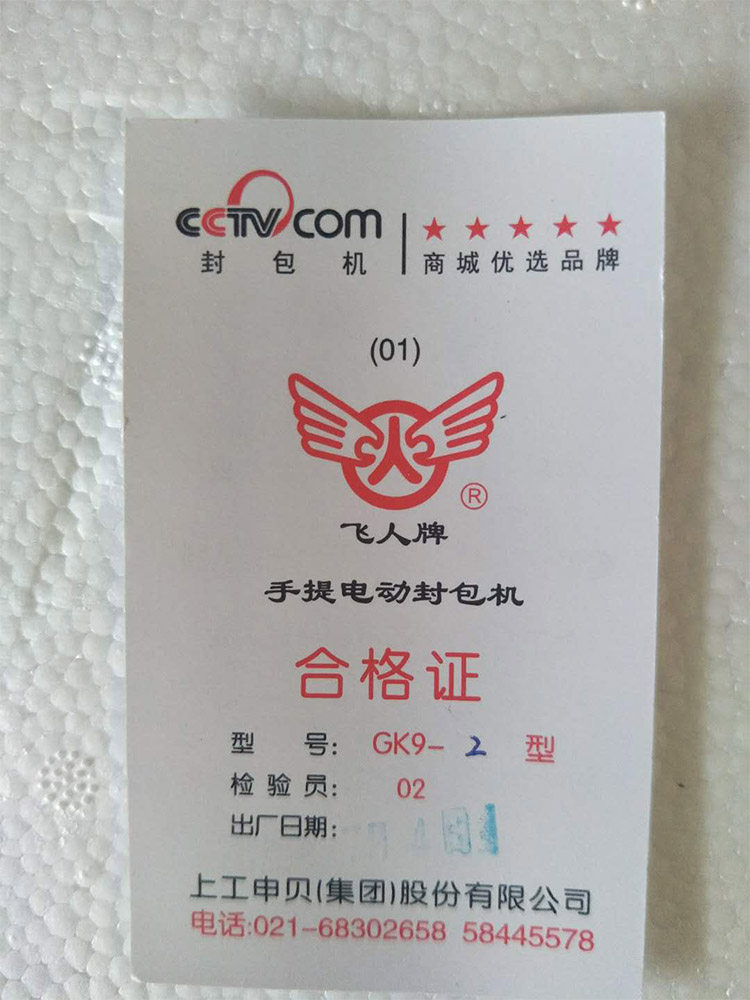 CCTV.com
封包机
★★★★★
商城优选品牌
(01)
®
飞人牌
手提电动封包机
合格证
型 号: GK9-2 型
检验员: 02
出厂日期:
上工申贝(集团)股份有限公司
电话:021-68302658 58445578